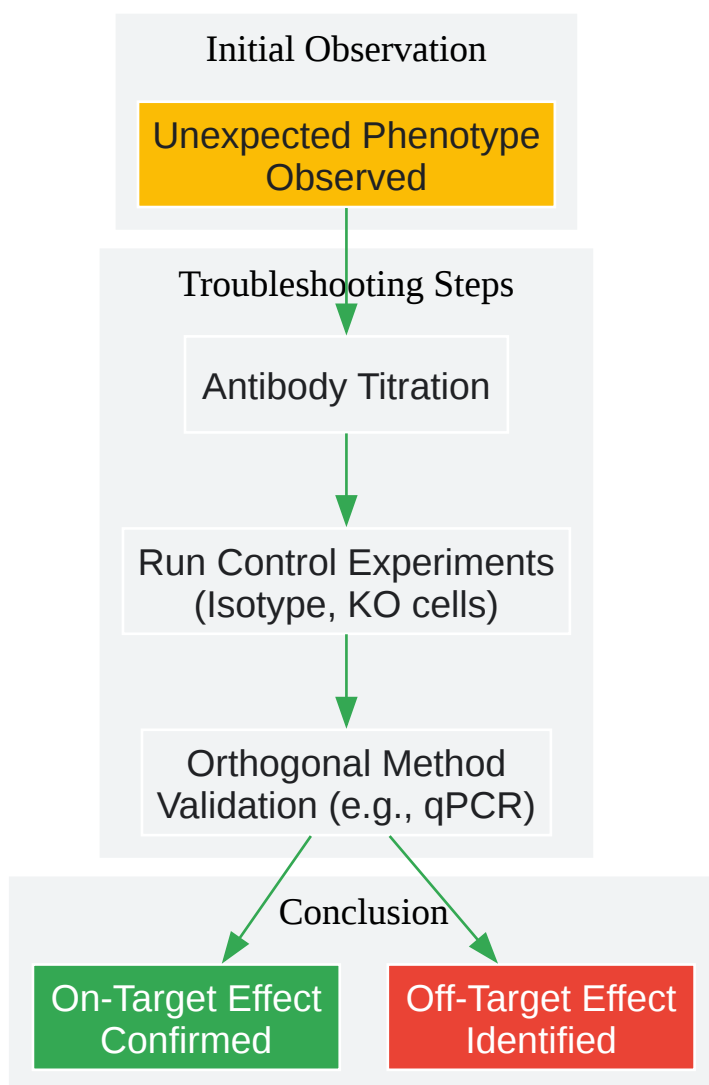 Initial Observation
Unexpected Phenotype
Observed
Troubleshooting Steps
Antibody Titration
Run Control Experiments
(Isotype, KO cells)
Orthogonal Method
Validation (e.g., qPCR)
Conclusion
On-Target Effect
Confirmed
Off-Target Effect
Identified